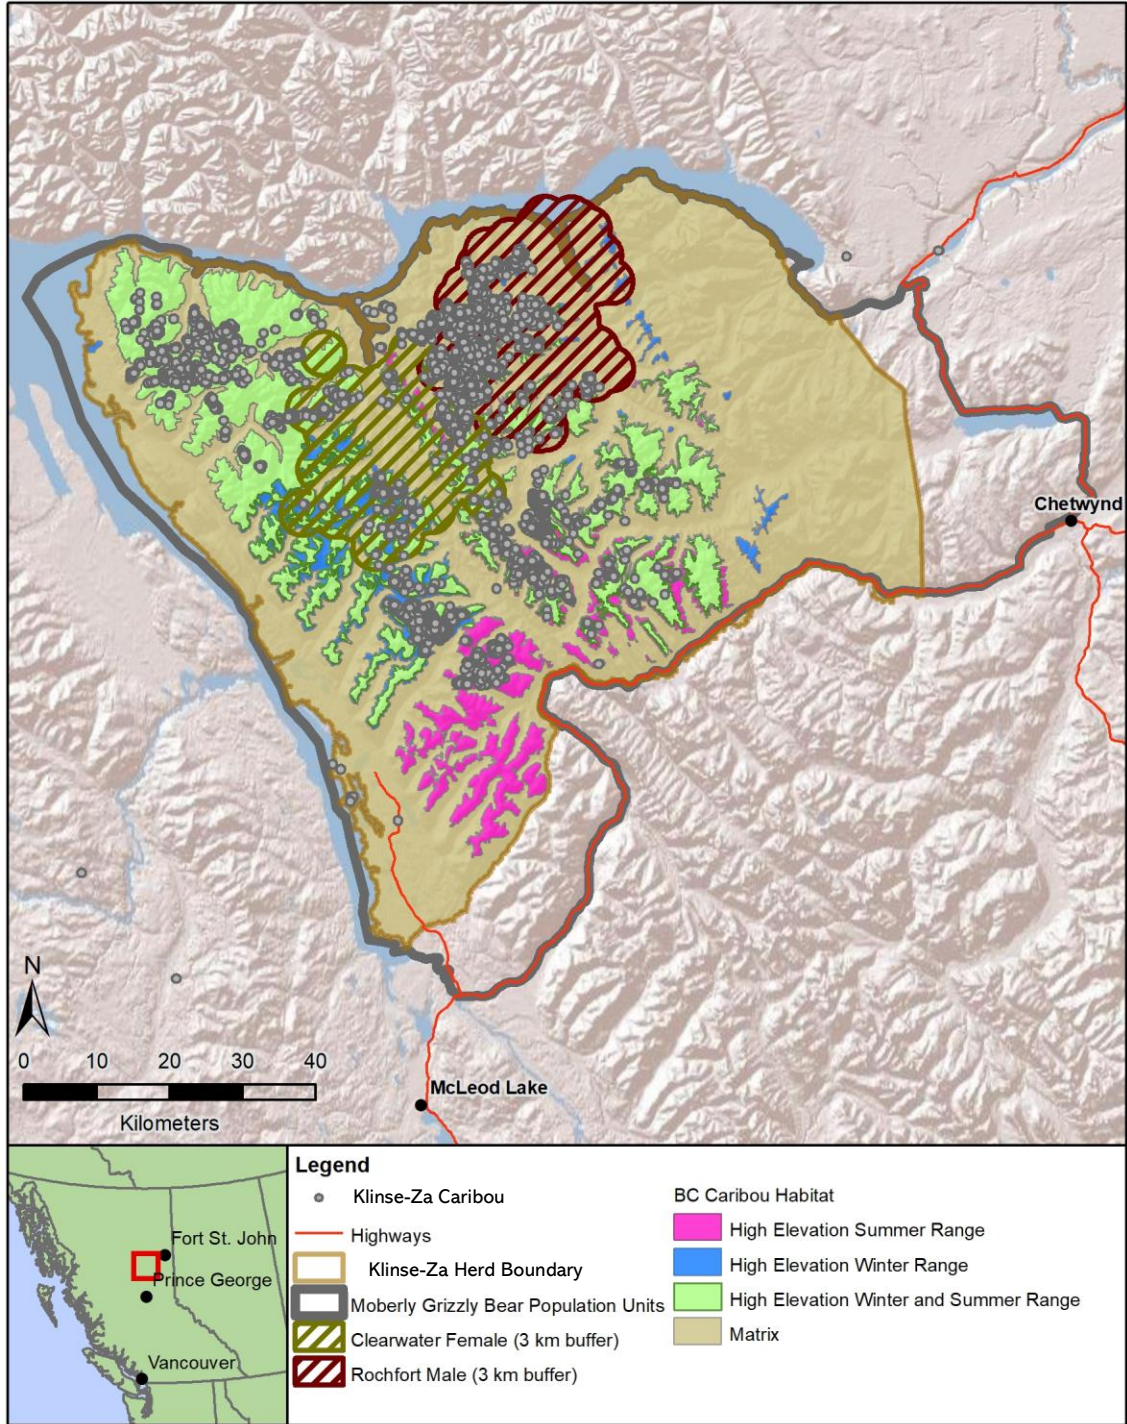 Chetwynd
N
0 10 20 30 40
Kilometers
McLeod Lake
Fort St. John
Prince George
Vancouver
Legend
Klinse-Za Caribou
Highways
Klinse-Za Herd Boundary
Moberly Grizzly Bear Population Units
Clearwater Female (3 km buffer)
Rochfort Male (3 km buffer)
BC Caribou Habitat
High Elevation Summer Range
High Elevation Winter Range
High Elevation Winter and Summer Range
Matrix